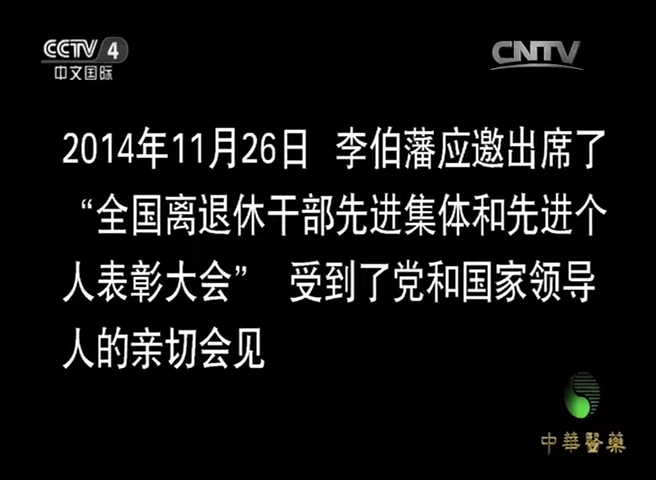 CCTV 4
中文国际
CNTV
2014年11月26日 李伯藩应邀出席了
“全国离退休干部先进集体和先进个
人表彰大会” 受到了党和国家领导
人的亲切会见
中華醫藥